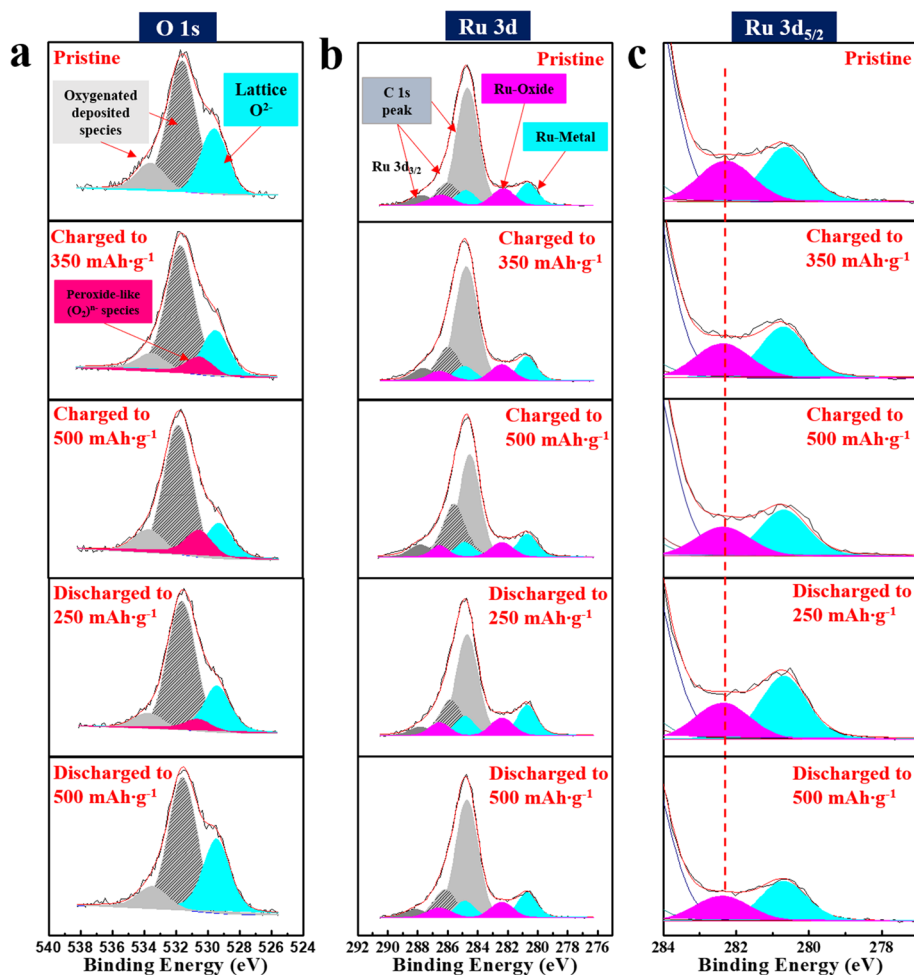 a
O 1s
Pristine
Oxygenated
deposited
species
Lattice
O²⁻
Charged to
350 mAh·g⁻¹
Peroxide-like
(O₂)ⁿ⁻ species
Charged to
500 mAh·g⁻¹
Discharged to
250 mAh·g⁻¹
Discharged to
500 mAh·g⁻¹
540 538 536 534 532 530 528 526 524
Binding Energy (eV)
b
Ru 3d
Pristine
C 1s
peak
Ru-Oxide
Ru-Metal
Ru 3d₃/₂
Charged to
350 mAh·g⁻¹
Charged to
500 mAh·g⁻¹
Discharged to
250 mAh·g⁻¹
Discharged to
500 mAh·g⁻¹
292 290 288 286 284 282 280 278 276 274
Binding Energy (eV)
c
Ru 3d₅/₂
Pristine
Charged to
350 mAh·g⁻¹
Charged to
500 mAh·g⁻¹
Discharged to
250 mAh·g⁻¹
Discharged to
500 mAh·g⁻¹
284 282 280 278
Binding Energy (eV)